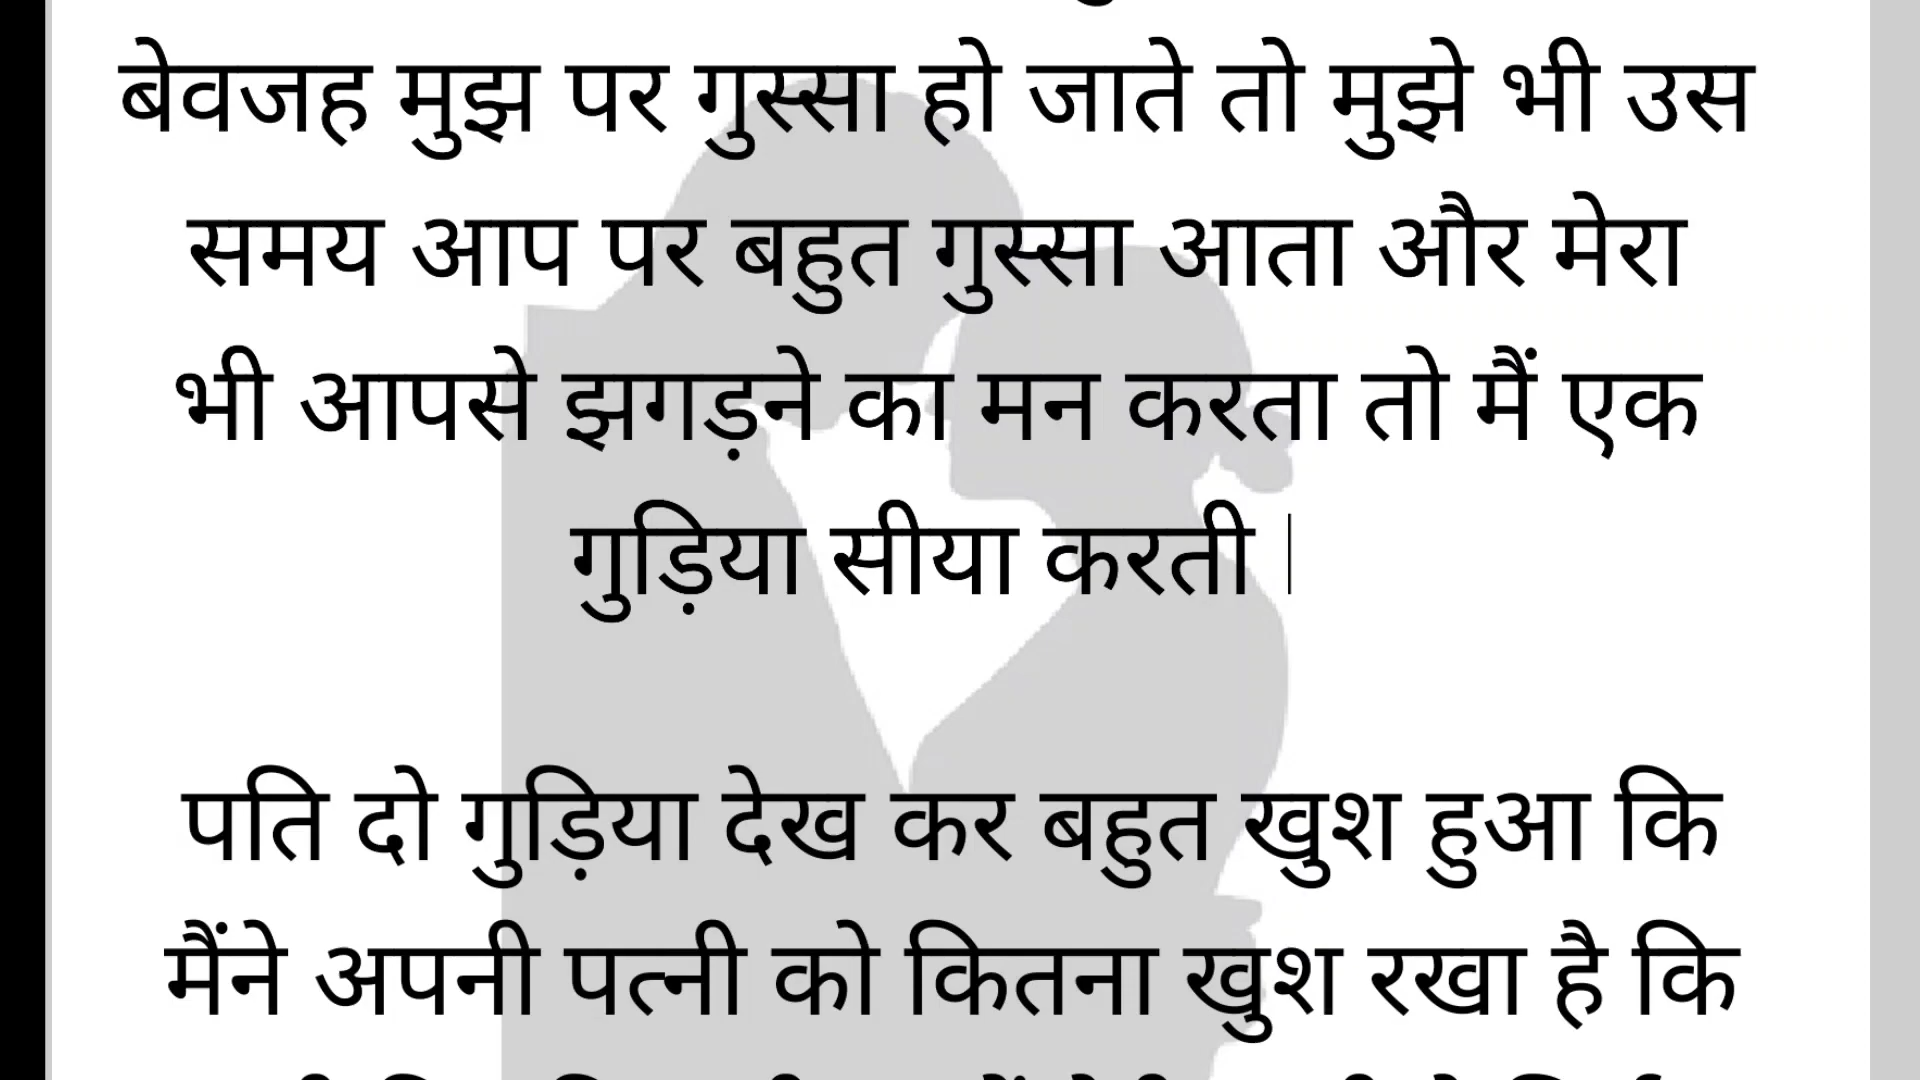 बेवजह मुझ पर गुस्सा हो जाते तो मुझे भी उस
समय आप पर बहुत गुस्सा आता और मेरा
भी आपसे झगड़ने का मन करता तो मैं एक
गुड़िया सीया करती |
पति दो गुड़िया देख कर बहुत खुश हुआ कि
मैंने अपनी पत्नी को कितना खुश रखा है कि